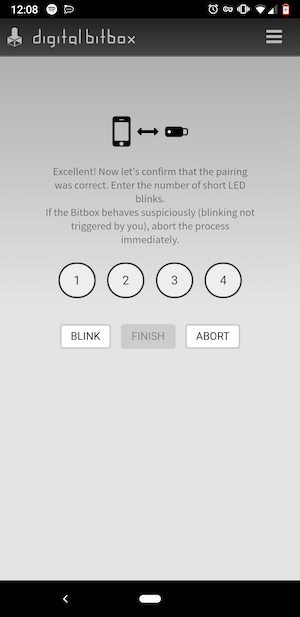 12:08
digital bitbox
Excellent! Now let's confirm that the pairing
was correct. Enter the number of short LED
blinks.
If the Bitbox behaves suspiciously (blinking not
triggered by you), abort the process
immediately.
1 2 3 4
BLINK FINISH ABORT